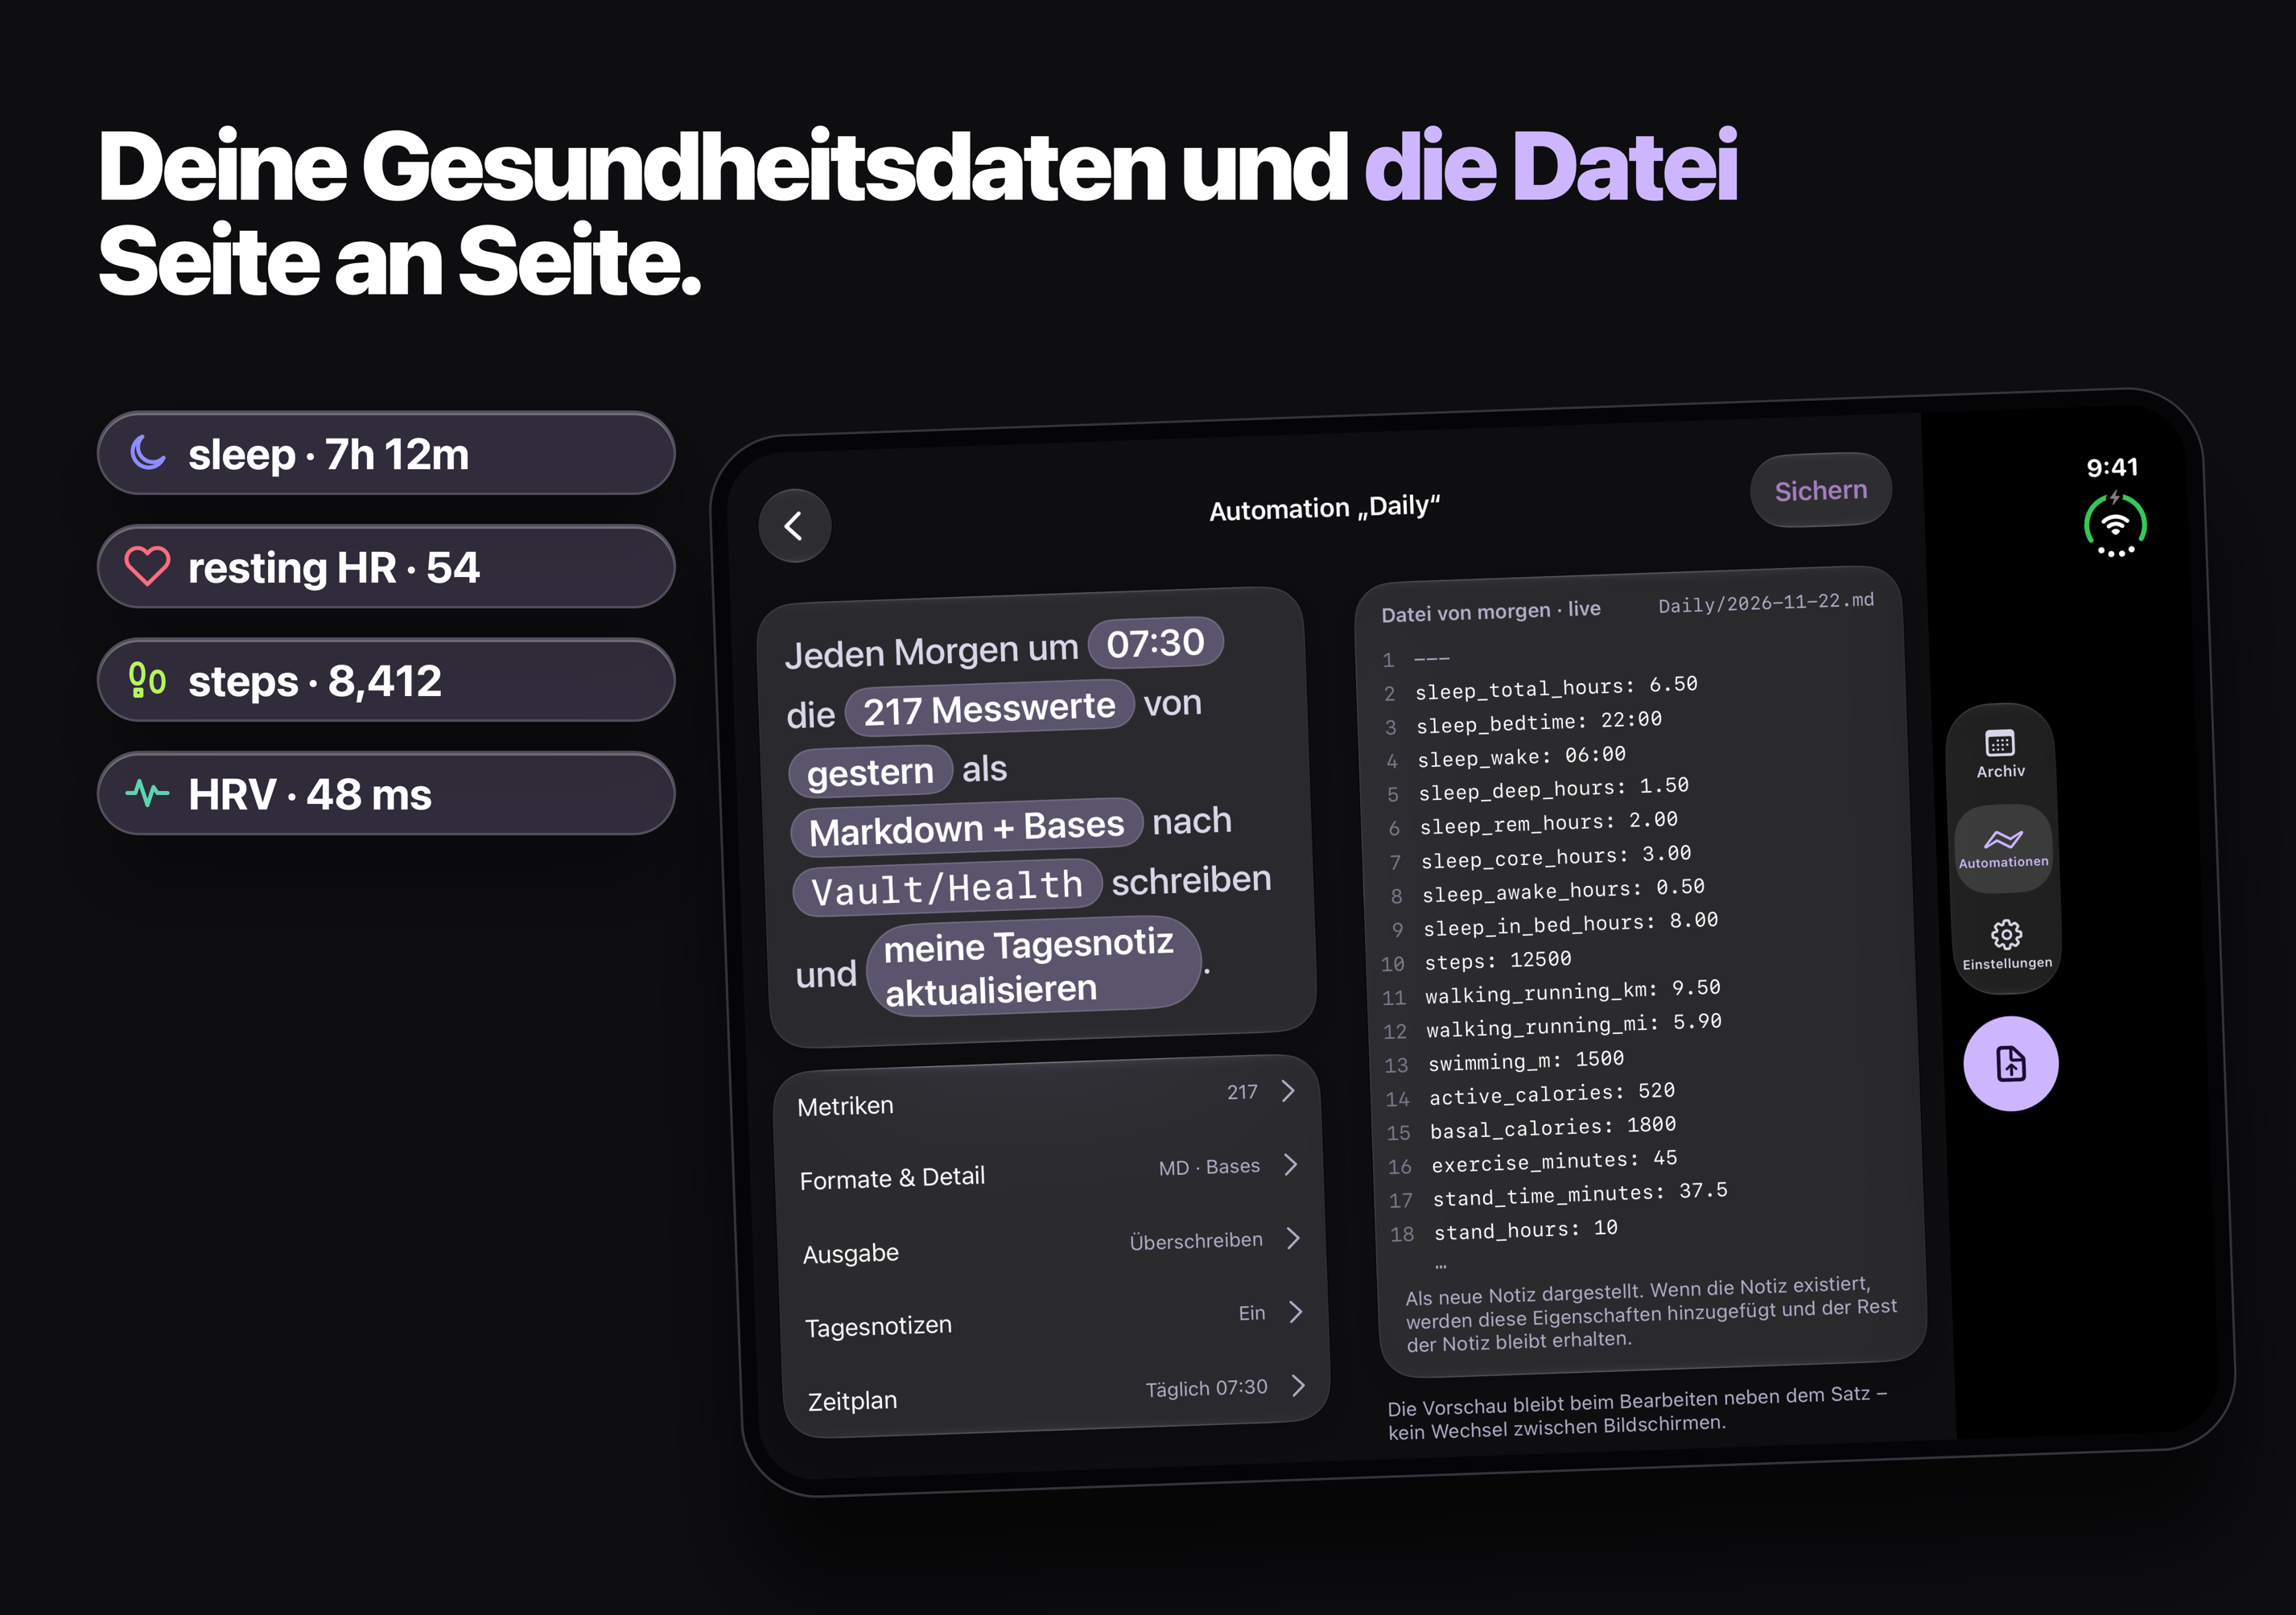 Deine Gesundheitsdaten und die Datei
Seite an Seite.
sleep · 7h 12m
resting HR · 54
steps · 8,412
HRV · 48 ms
Automation „Daily“
Sichern
Jeden Morgen um 07:30
die 217 Messwerte von
gestern als
Markdown + Bases nach
Vault/Health schreiben
und meine Tagesnotiz
aktualisieren.
Metriken 217
Formate & Detail MD · Bases
Ausgabe Überschreiben
Tagesnotizen Ein
Zeitplan Täglich 07:30
Datei von morgen · live Daily/2026-11-22.md
1 ---
2 sleep_total_hours: 6.50
3 sleep_bedtime: 22:00
4 sleep_wake: 06:00
5 sleep_deep_hours: 1.50
6 sleep_rem_hours: 2.00
7 sleep_core_hours: 3.00
8 sleep_awake_hours: 0.50
9 sleep_in_bed_hours: 8.00
10 steps: 12500
11 walking_running_km: 9.50
12 walking_running_mi: 5.90
13 swimming_m: 1500
14 active_calories: 520
15 basal_calories: 1800
16 exercise_minutes: 45
17 stand_time_minutes: 37.5
18 stand_hours: 10
…
Als neue Notiz dargestellt. Wenn die Notiz existiert,
werden diese Eigenschaften hinzugefügt und der Rest
der Notiz bleibt erhalten.
Die Vorschau bleibt beim Bearbeiten neben dem Satz –
kein Wechsel zwischen Bildschirmen.
9:41
Archiv
Automationen
Einstellungen